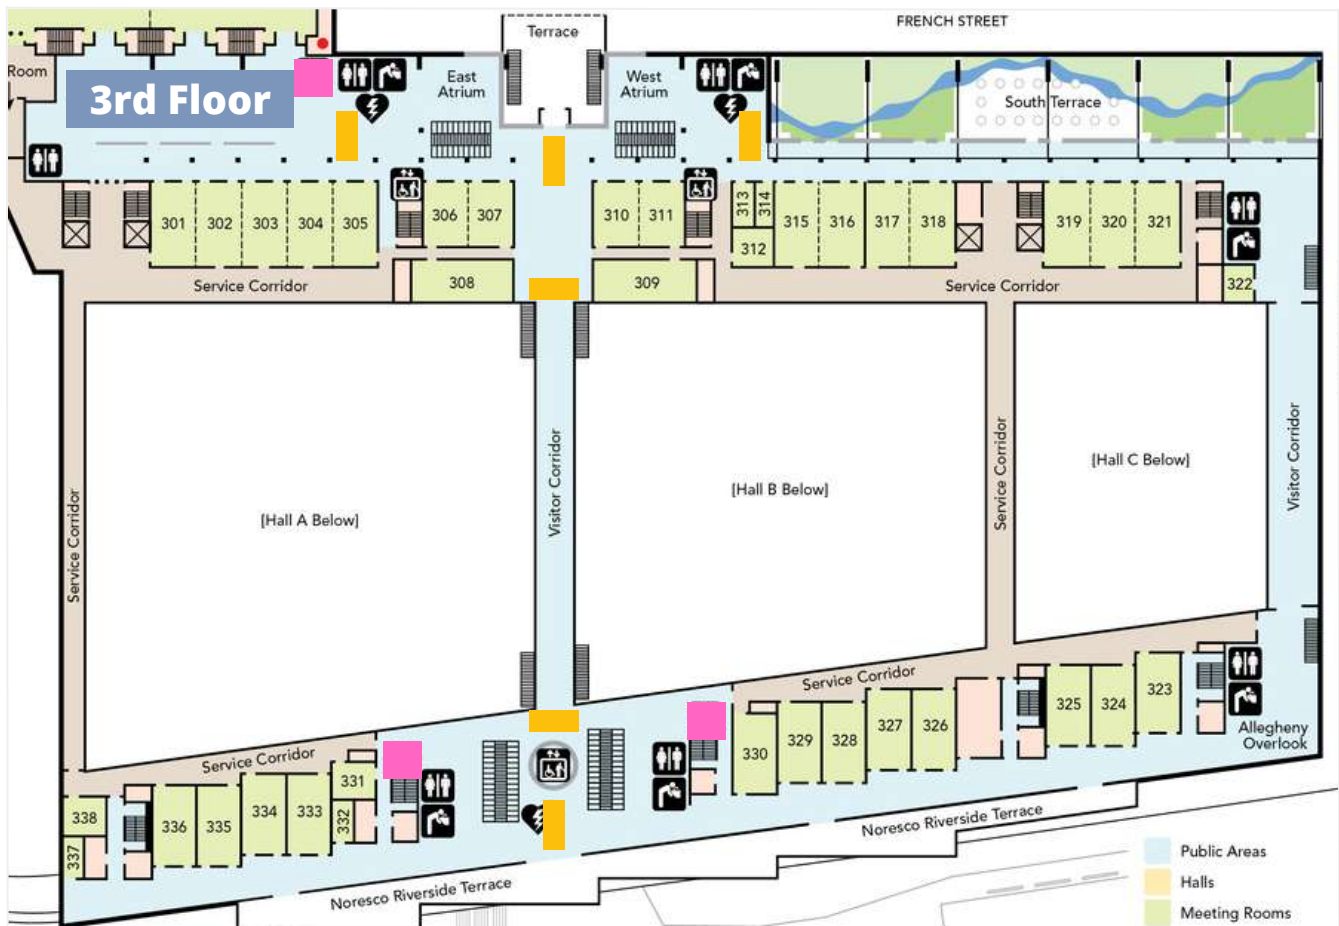 FRENCH STREET
Terrace
Room
3rd Floor
East
Atrium
West
Atrium
South Terrace
301
302
303
304
305
306
307
310
311
313
314
312
315
316
317
318
319
320
321
308
309
322
Service Corridor
Service Corridor
Service Corridor
[Hall A Below]
Visitor Corridor
[Hall B Below]
Service Corridor
[Hall C Below]
Visitor Corridor
Service Corridor
Service Corridor
338
337
336
335
334
333
331
332
330
329
328
327
326
325
324
323
Allegheny
Overlook
Noresco Riverside Terrace
Noresco Riverside Terrace
Public Areas
Halls
Meeting Rooms